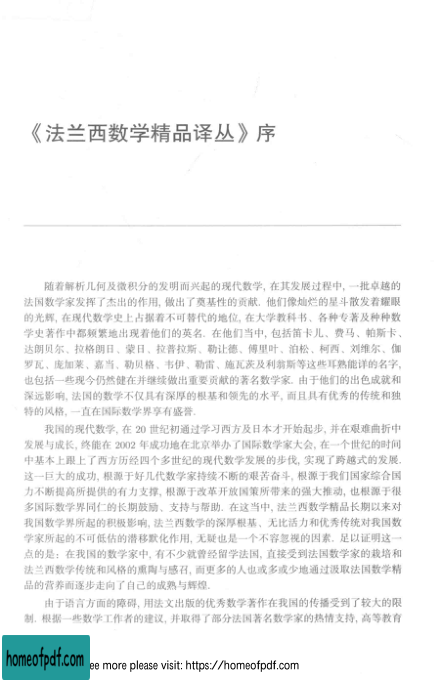 《法兰西数学精品译丛》序
随着解析几何及微积分的发明而兴起的现代数学, 在其发展过程中, 一批卓越的
法国数学家发挥了杰出的作用, 做出了奠基性的贡献. 他们像灿烂的星斗散发着耀眼
的光辉, 在现代数学史上占据着不可替代的地位, 在大学教科书、各种专著及种种数
学史著作中都频繁地出现着他们的英名. 在他们当中, 包括笛卡儿、费马、帕斯卡、
达朗贝尔、拉格朗日、蒙日、拉普拉斯、勒让德、傅里叶、泊松、柯西、刘维尔、伽
罗瓦、庞加莱、嘉当、勒贝格、韦伊、勒雷、施瓦茨及利翁斯等这些耳熟能详的名字,
也包括一些现今仍然健在并继续做出重要贡献的著名数学家. 由于他们的出色成就和
深远影响, 法国的数学不仅具有深厚的根基和领先的水平, 而且具有优秀的传统和独
特的风格, 一直在国际数学界享有盛誉.
我国的现代数学, 在 20 世纪初通过学习西方及日本才开始起步, 并在艰难曲折中
发展与成长, 终能在 2002 年成功地在北京举办了国际数学家大会, 在一个世纪的时间
中基本上跟上了西方历经四个多世纪的现代数学发展的步伐, 实现了跨越式的发展.
这一巨大的成功, 根源于好几代数学家持续不断的艰苦奋斗, 根源于我们国家综合国
力不断提高所提供的有力支撑, 根源于改革开放国策所带来的强大推动, 也根源于很
多国际数学界同仁的长期鼓励、支持与帮助. 在这当中, 法兰西数学精品长期以来对
我国数学界所起的积极影响, 法兰西数学的深厚根基、无比活力和优秀传统对我国数
学家所起的不可低估的潜移默化作用, 无疑也是一个不容忽视的因素. 足以证明这一
点的是: 在我国的数学家中, 有不少就曾经留学法国, 直接受到法国数学家的栽培和
法兰西数学传统和风格的熏陶与感召, 而更多的人也或多或少地通过汲取法国数学精
品的营养而逐步走向了自己的成熟与辉煌.
由于语言方面的障碍, 用法文出版的优秀数学著作在我国的传播受到了较大的限
制. 根据一些数学工作者的建议, 并取得了部分法国著名数学家的热情支持, 高等教育
homeofpdf.com
ee more please visit: https://homeofpdf.com